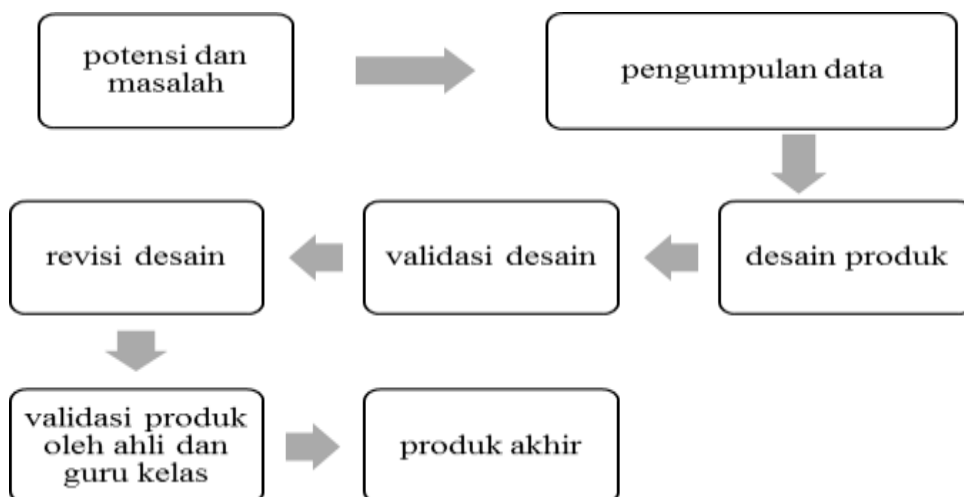 potensi dan
masalah
pengumpulan data
desain produk
validasi desain
revisi desain
validasi produk
oleh ahli dan
guru kelas
produk akhir